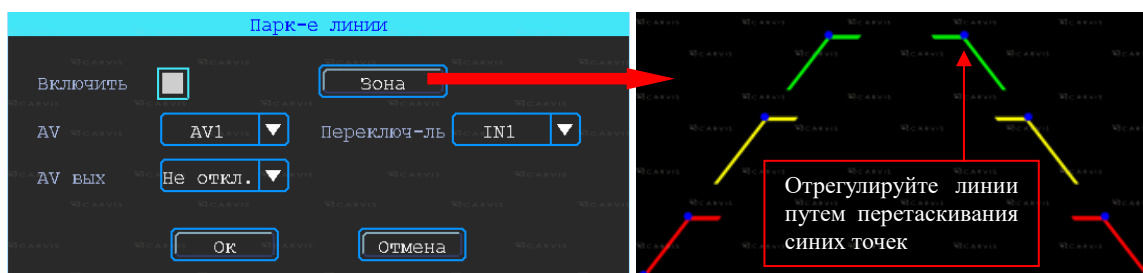 Парк-е линии
Включить
Зона
AV
AV1
Переключ-ль
IN1
AV вых
Не откл.
Ок
Отмена
Отрегулируйте линии
путем перетаскивания
синих точек
CARVIS